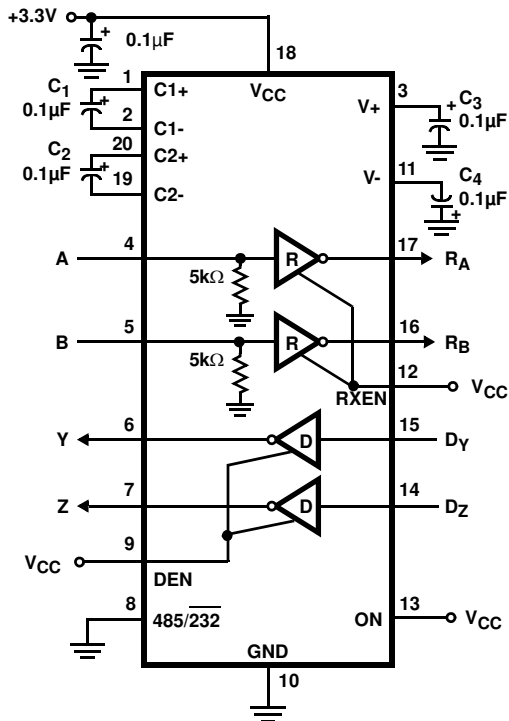 +3.3V
0.1µF
18
1
C1
0.1µF
C1+
VCC
3
V+
C3
0.1µF
2
C1-
20
C2
0.1µF
C2+
19
C2-
11
V-
C4
0.1µF
A
4
R
17
RA
5kΩ
B
5
R
16
RB
5kΩ
12
RXEN
VCC
Y
6
D
15
DY
Z
7
D
14
DZ
VCC
9
DEN
8
485/232
13
ON
VCC
GND
10